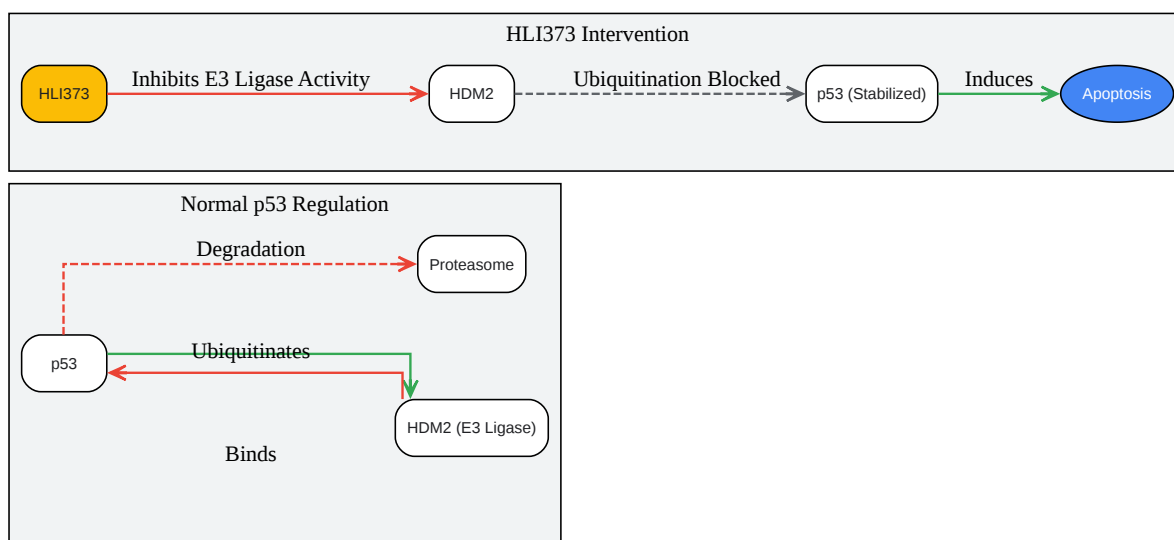 HLI373 Intervention
HLI373
Inhibits E3 Ligase Activity
HDM2
Ubiquitination Blocked
p53 (Stabilized)
Induces
Apoptosis
Normal p53 Regulation
Degradation
Proteasome
p53
Ubiquitinates
HDM2 (E3 Ligase)
Binds